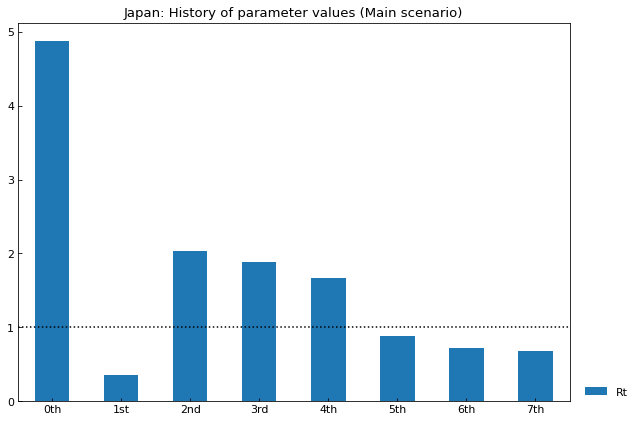 Japan: History of parameter values (Main scenario)
5
4
3
2
1
0
0th 1st 2nd 3rd 4th 5th 6th 7th
Rt